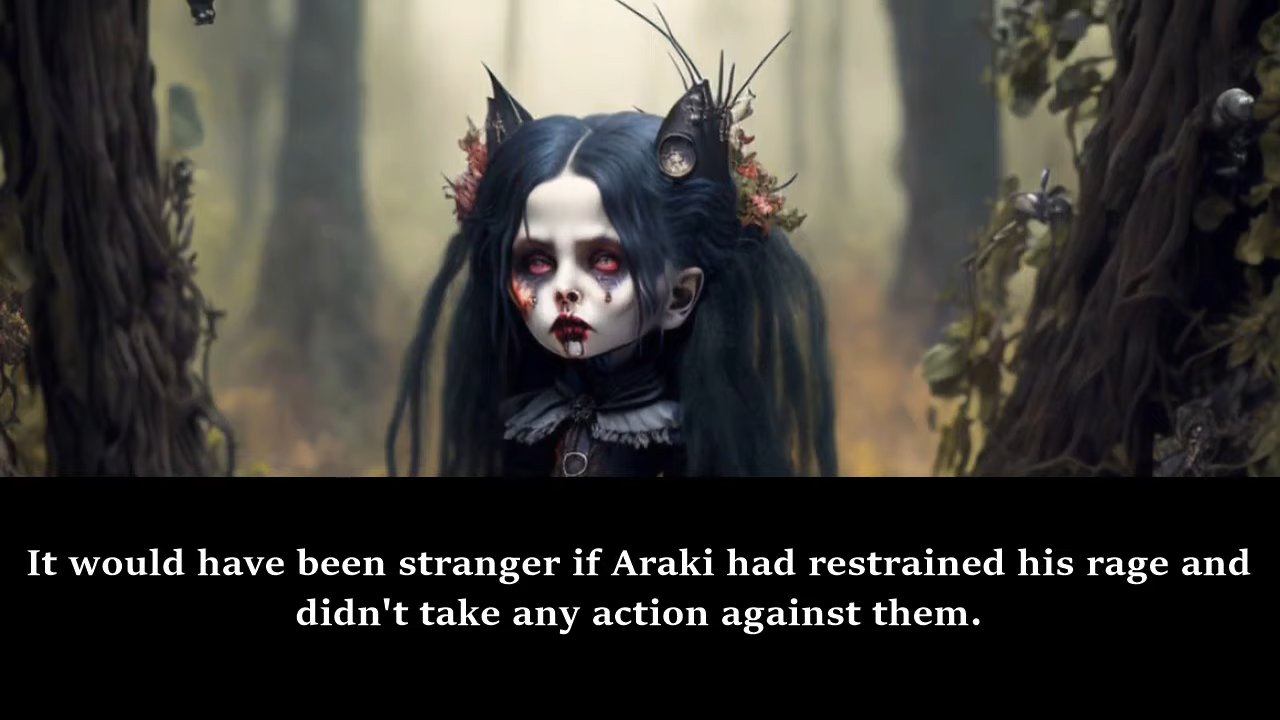 It would have been stranger if Araki had restrained his rage and
didn't take any action against them.